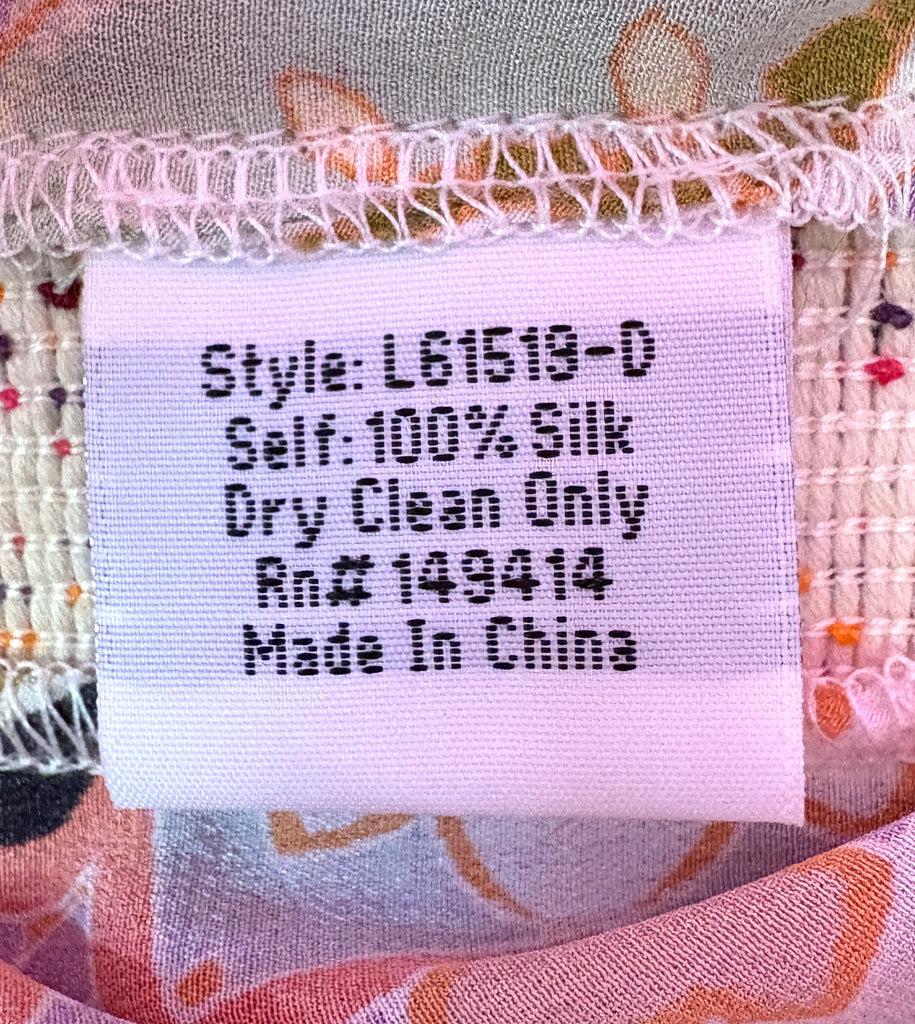 Style: L61519-D
Self: 100% Silk
Dry Clean Only
Rn# 149414
Made In China